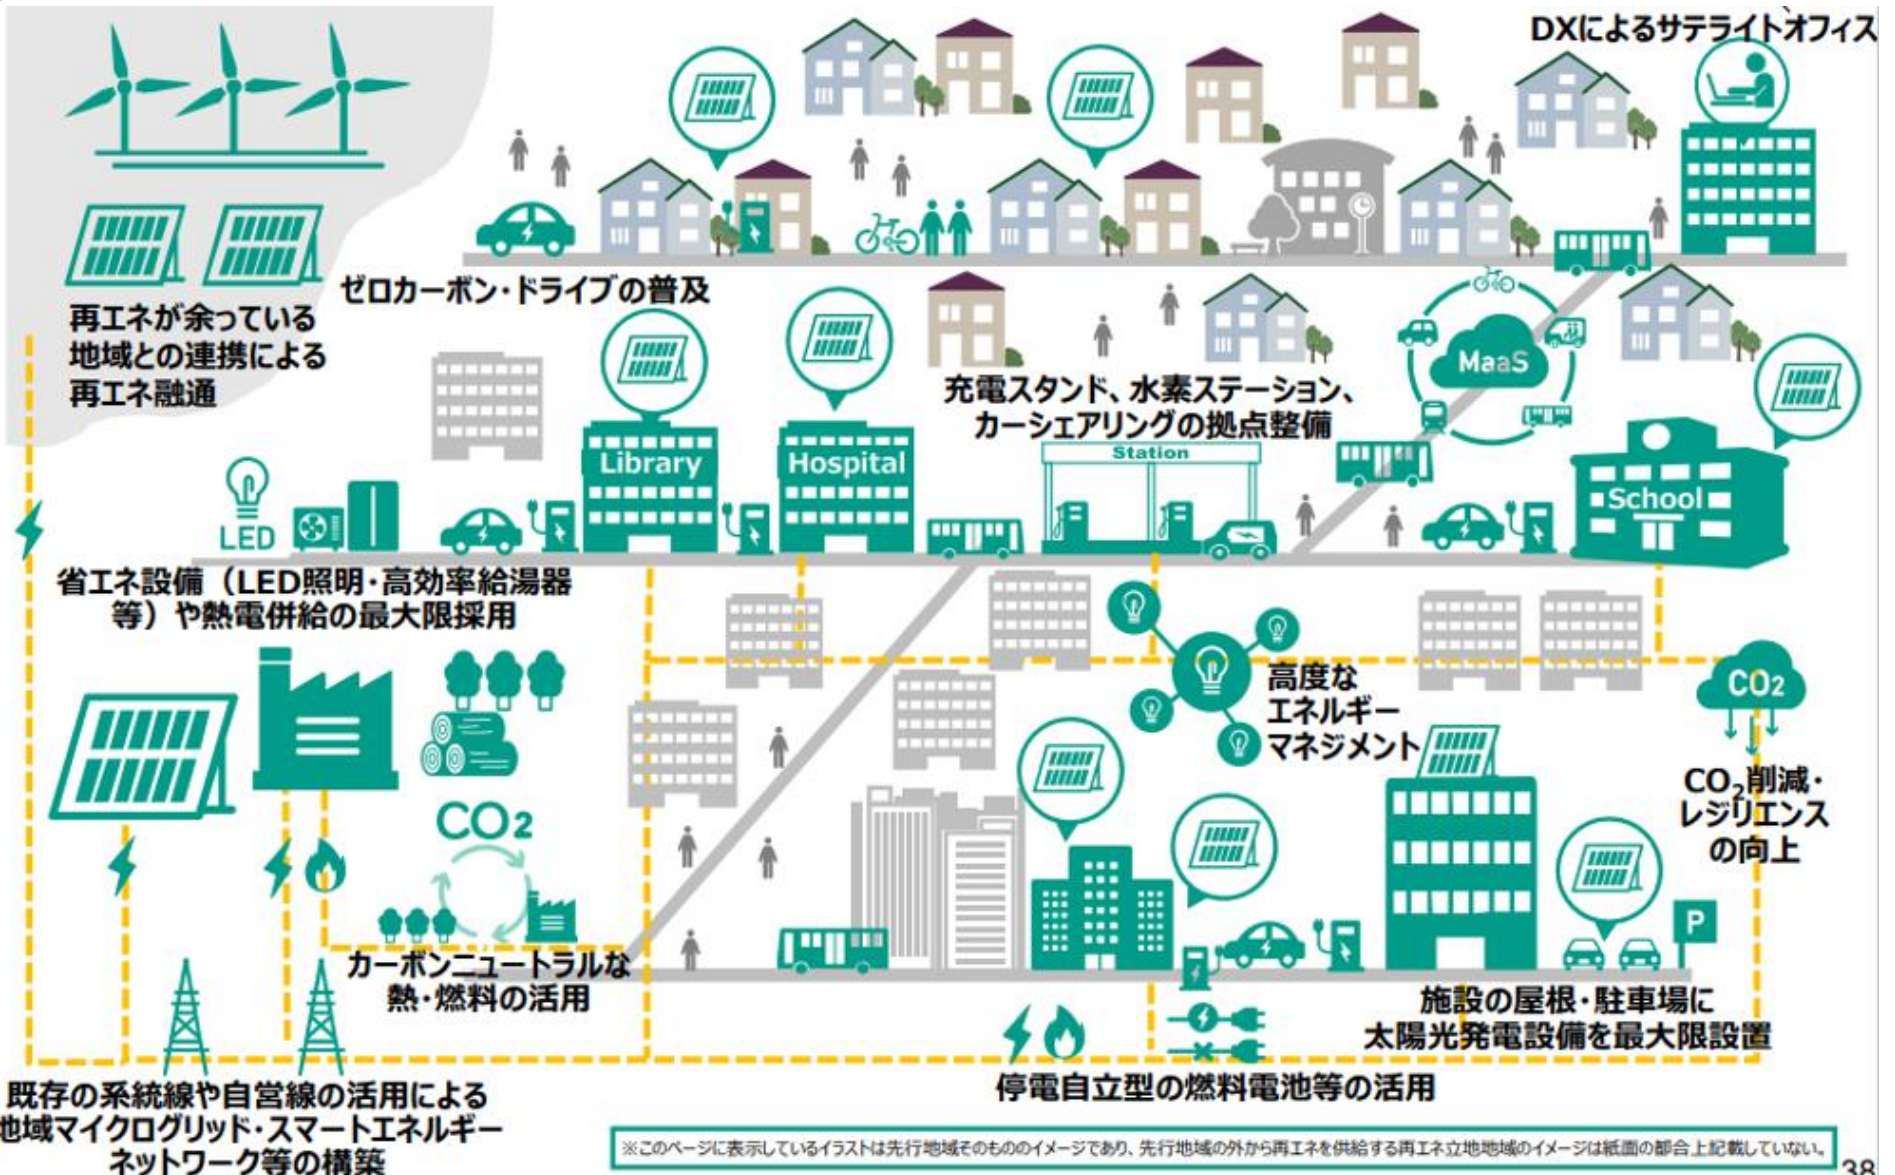 DXによるサテライトオフィス
ゼロカーボン・ドライブの普及
再エネが余っている
地域との連携による
再エネ融通
充電スタンド、水素ステーション、
カーシェアリングの拠点整備
MaaS
Library
Hospital
Station
School
LED
省エネ設備（LED照明・高効率給湯器
等）や熱電併給の最大限採用
高度な
エネルギー
マネジメント
CO2
CO2削減・
レジリエンス
の向上
CO2
カーボンニュートラルな
熱・燃料の活用
P
施設の屋根・駐車場に
太陽光発電設備を最大限設置
停電自立型の燃料電池等の活用
既存の系統線や自営線の活用による
地域マイクログリッド・スマートエネルギー
ネットワーク等の構築
※このページに表示しているイラストは先行地域そのもののイメージであり、先行地域の外から再エネを供給する再エネ立地地域のイメージは紙面の都合上記載していない。
38